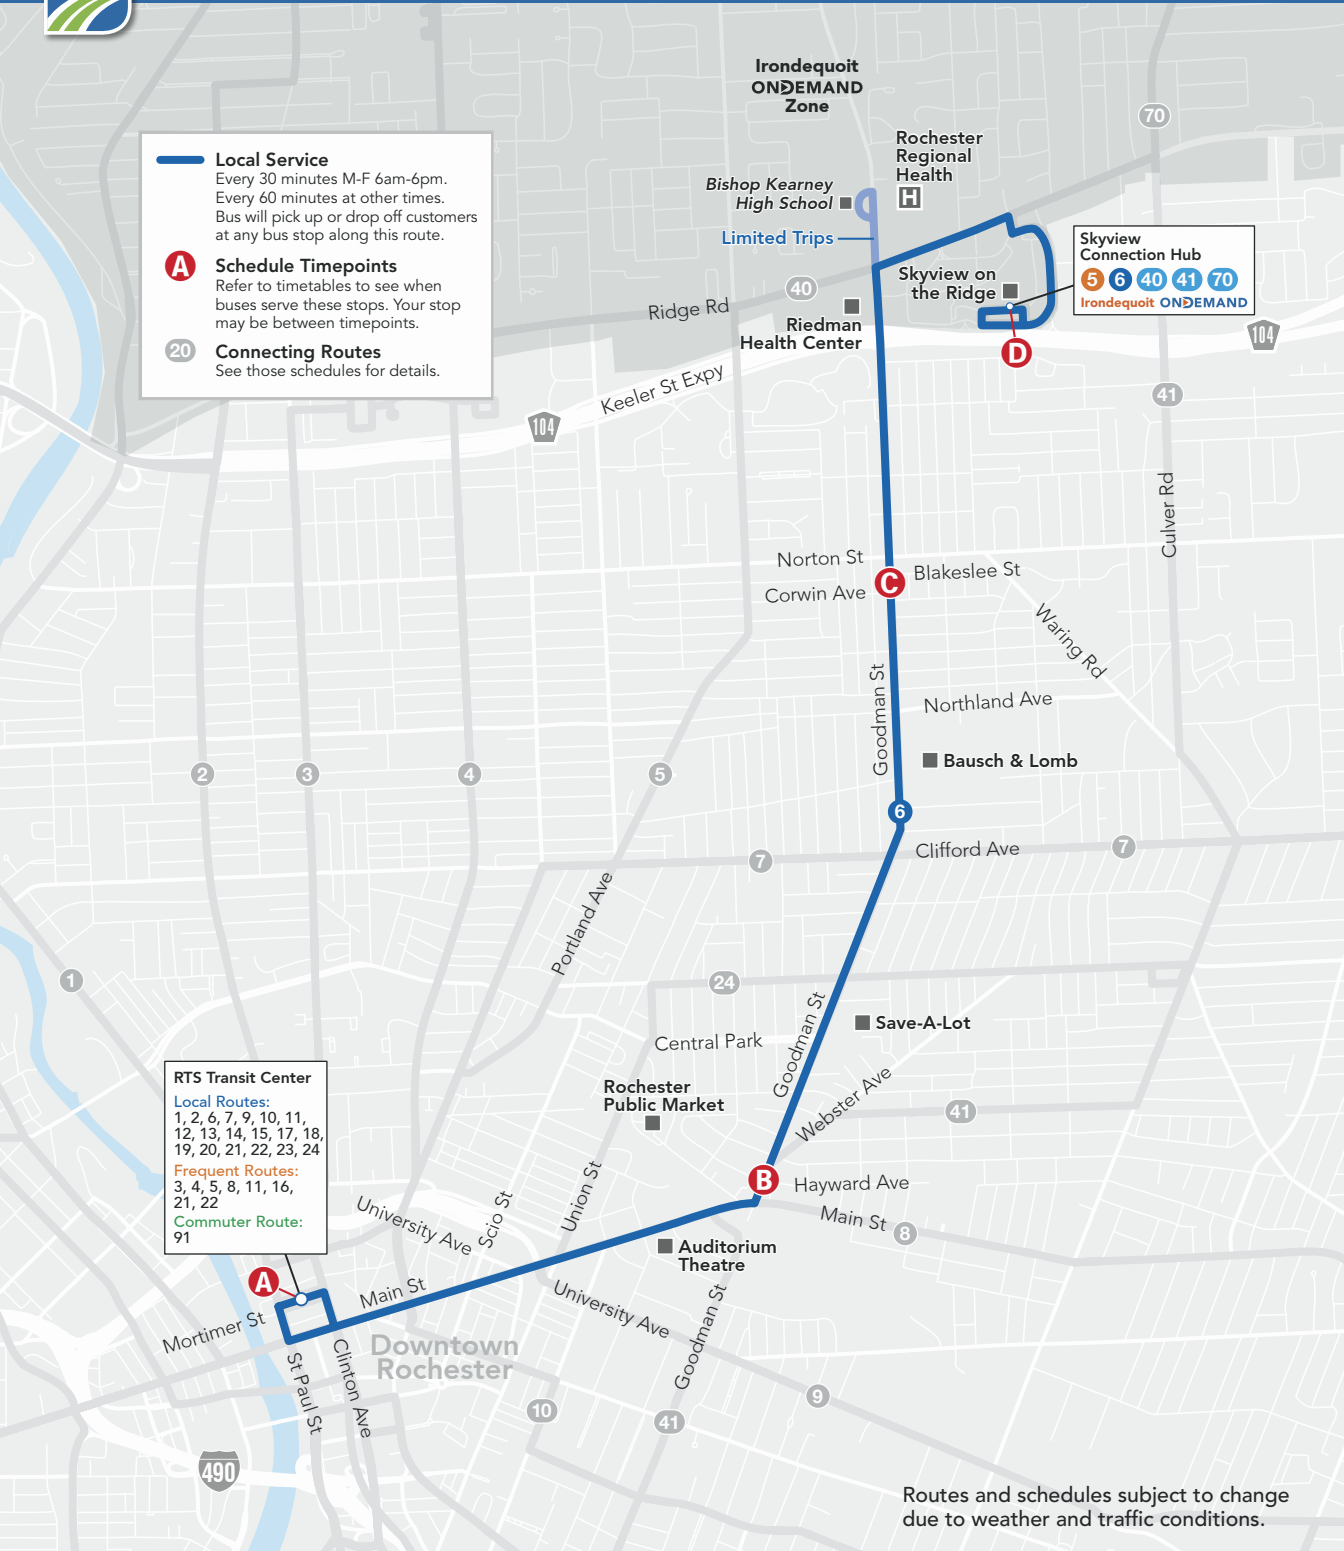 Irondequoit
ONDEMAND
Zone
70
Rochester
Regional
Health
H
Bishop Kearney
High School
Limited Trips
Local Service
Every 30 minutes M-F 6am-6pm.
Every 60 minutes at other times.
Bus will pick up or drop off customers
at any bus stop along this route.
A
Schedule Timepoints
Refer to timetables to see when
buses serve these stops. Your stop
may be between timepoints.
20
Connecting Routes
See those schedules for details.
Skyview
Connection Hub
5 6 40 41 70
Irondequoit ONDEMAND
Skyview on
the Ridge
40
Ridge Rd
Riedman
Health Center
D
104
Keeler St Expy
104
41
Culver Rd
Norton St
C
Blakeslee St
Corwin Ave
Waring Rd
Goodman St
Northland Ave
Bausch & Lomb
2
3
4
5
6
Clifford Ave
7
7
Portland Ave
1
24
Goodman St
Save-A-Lot
Central Park
Webster Ave
41
Rochester
Public Market
RTS Transit Center
Local Routes:
1, 2, 6, 7, 9, 10, 11,
12, 13, 14, 15, 17, 18,
19, 20, 21, 22, 23, 24
Frequent Routes:
3, 4, 5, 8, 11, 16,
21, 22
Commuter Route:
91
B
Hayward Ave
Main St
8
University Ave
Scio St
Union St
Auditorium
Theatre
A
Main St
University Ave
Goodman St
Mortimer St
Downtown
Rochester
St Paul St
Clinton Ave
9
10
41
490
Routes and schedules subject to change
due to weather and traffic conditions.